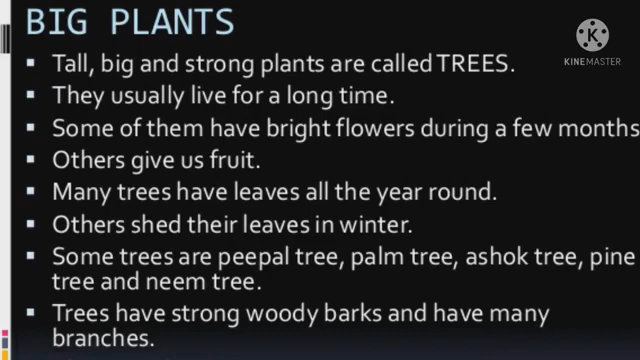 BIG PLANTS
KINEMASTER
▪ Tall, big and strong plants are called TREES.
▪ They usually live for a long time.
▪ Some of them have bright flowers during a few months
▪ Others give us fruit.
▪ Many trees have leaves all the year round.
▪ Others shed their leaves in winter.
▪ Some trees are peepal tree, palm tree, ashok tree, pine
tree and neem tree.
▪ Trees have strong woody barks and have many
branches.